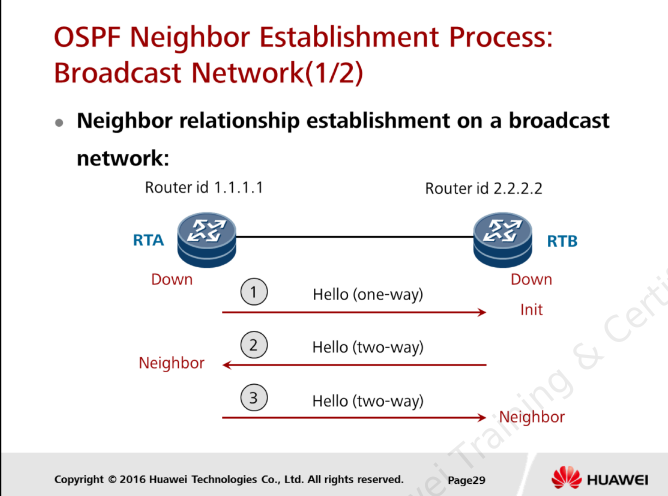 OSPF Neighbor Establishment Process:
Broadcast Network(1/2)
• Neighbor relationship establishment on a broadcast
network:
Router id 1.1.1.1
Router id 2.2.2.2
RTA
RTB
Down
Down
1
Hello (one-way)
Init
2
Hello (two-way)
Neighbor
3
Hello (two-way)
Neighbor
Training & Certi
Copyright © 2016 Huawei Technologies Co., Ltd. All rights reserved.
Page29
HUAWEI